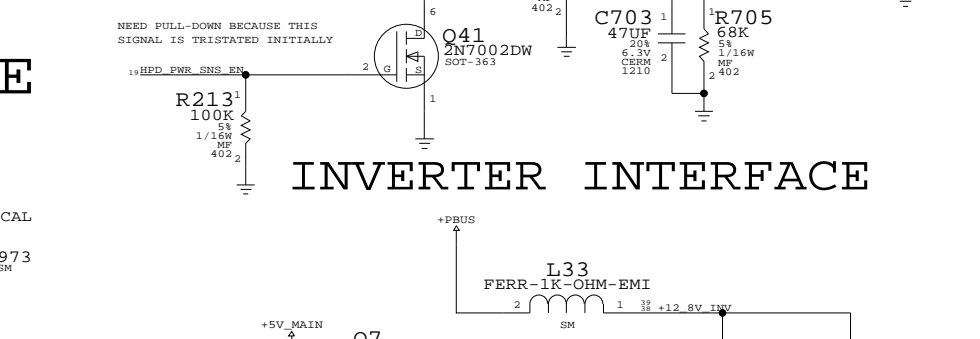 NEED PULL-DOWN BECAUSE THIS
SIGNAL IS TRISTATED INITIALLY
19 HPD_PWR_SNS_EN
R213
1
100K
5%
1/16W
MF
402
2
6
D
2
G
S
1
Q41
2N7002DW
SOT-363
402
2
C703
1
47UF
20%
6.3V
CERM
1210
2
1
R705
68K
5%
1/16W
MF
402
2
E
INVERTER INTERFACE
CAL
973
SM
+PBUS
L33
FERR-1K-OHM-EMI
2
1
39
38
+12_8V_INV
SM
+5V_MAIN
Q7